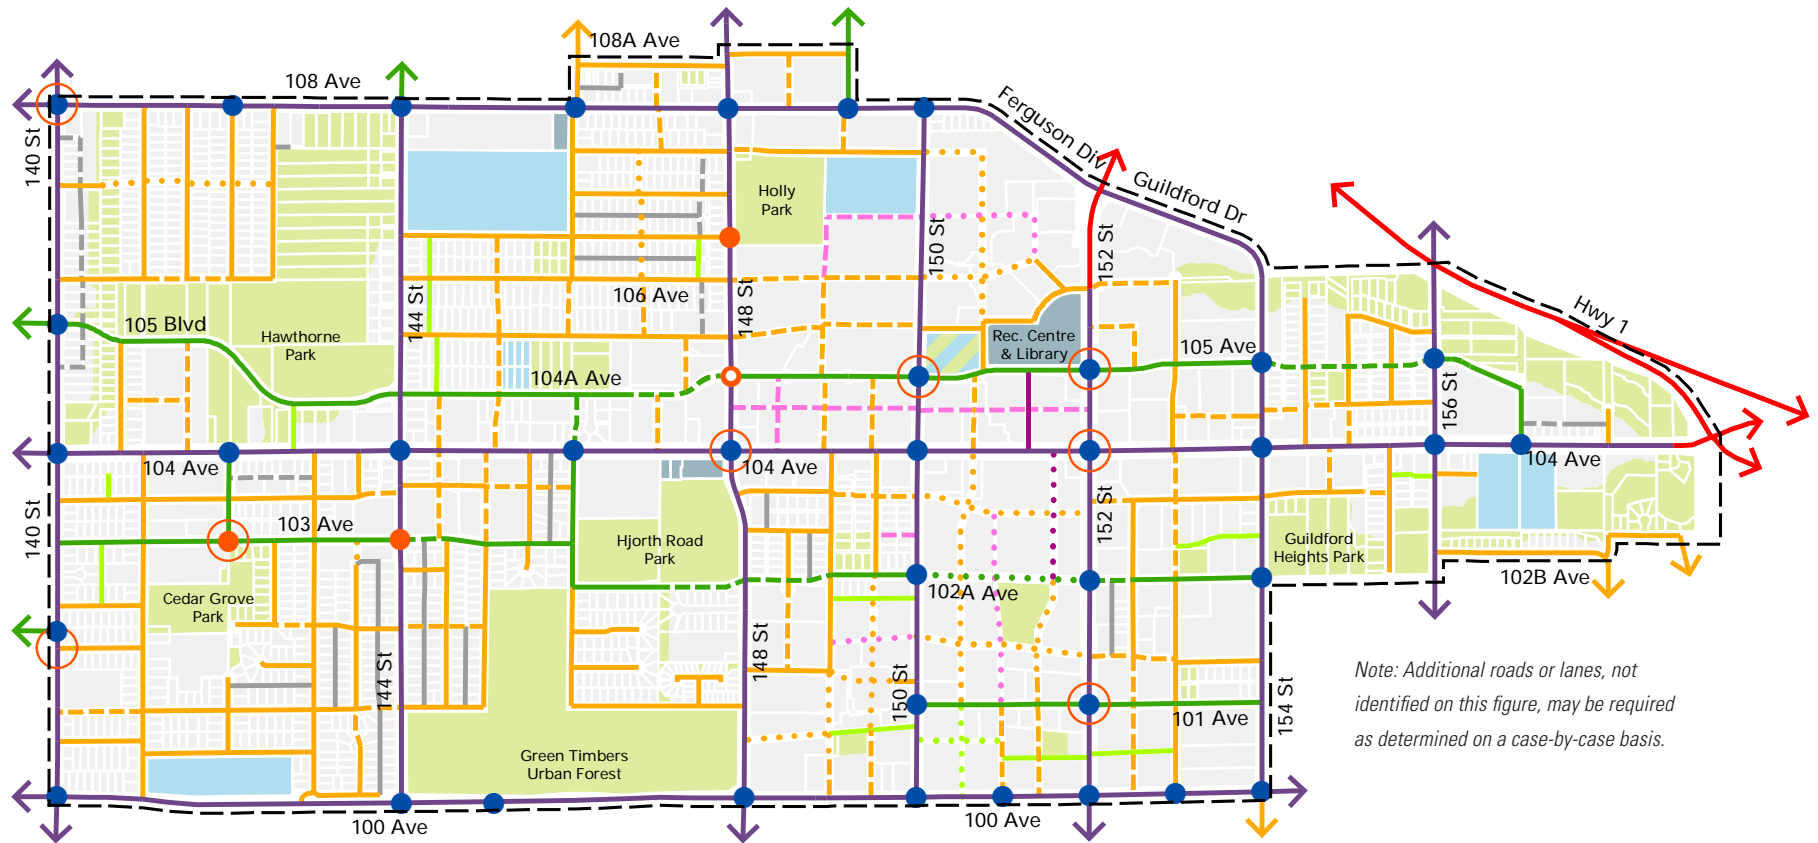 108A Ave
108 Ave
Ferguson Div
Guildford Dr
140 St
Holly
Park
150 St
152 St
106 Ave
144 St
148 St
Hwy 1
105 Blvd
Hawthorne
Park
Rec. Centre
& Library
105 Ave
104A Ave
156 St
104 Ave
104 Ave
104 Ave
140 St
103 Ave
152 St
Hjorth Road
Park
Guildford
Heights Park
102B Ave
102A Ave
Cedar Grove
Park
148 St
144 St
150 St
154 St
101 Ave
Note: Additional roads or lanes, not
identified on this figure, may be required
as determined on a case-by-case basis.
Green Timbers
Urban Forest
100 Ave
100 Ave